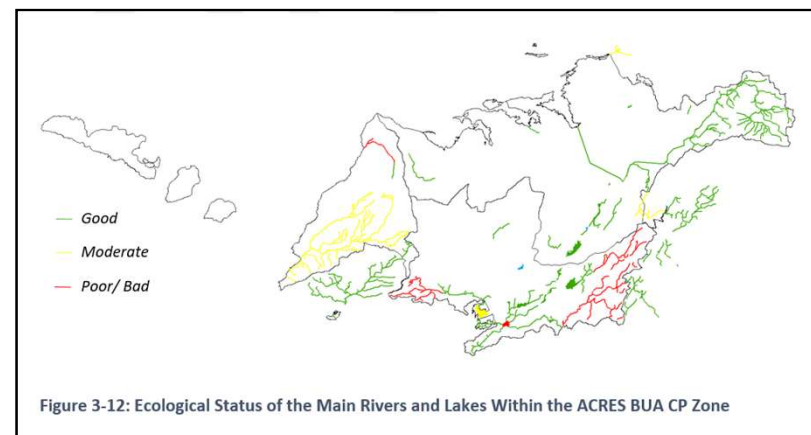 Good
Moderate
Poor/ Bad
Figure 3-12: Ecological Status of the Main Rivers and Lakes Within the ACRES BUA CP Zone